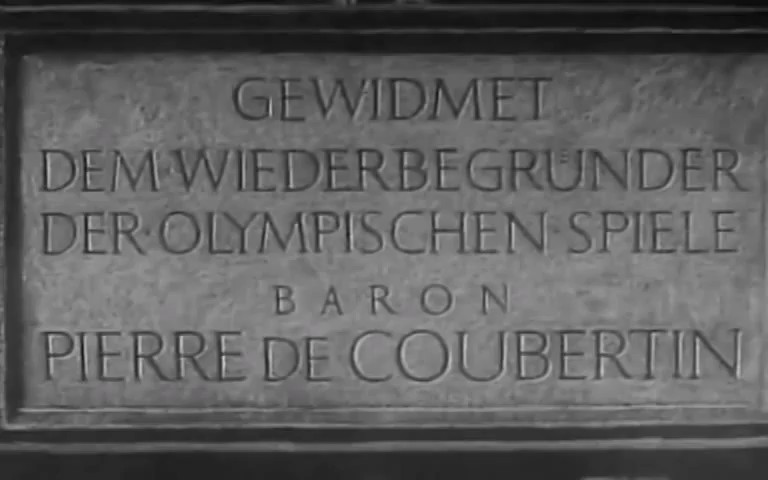 GEWIDMET
DEM·WIEDERBEGRÜNDER
DER·OLYMPISCHEN·SPIELE
BARON
PIERRE DE COUBERTIN